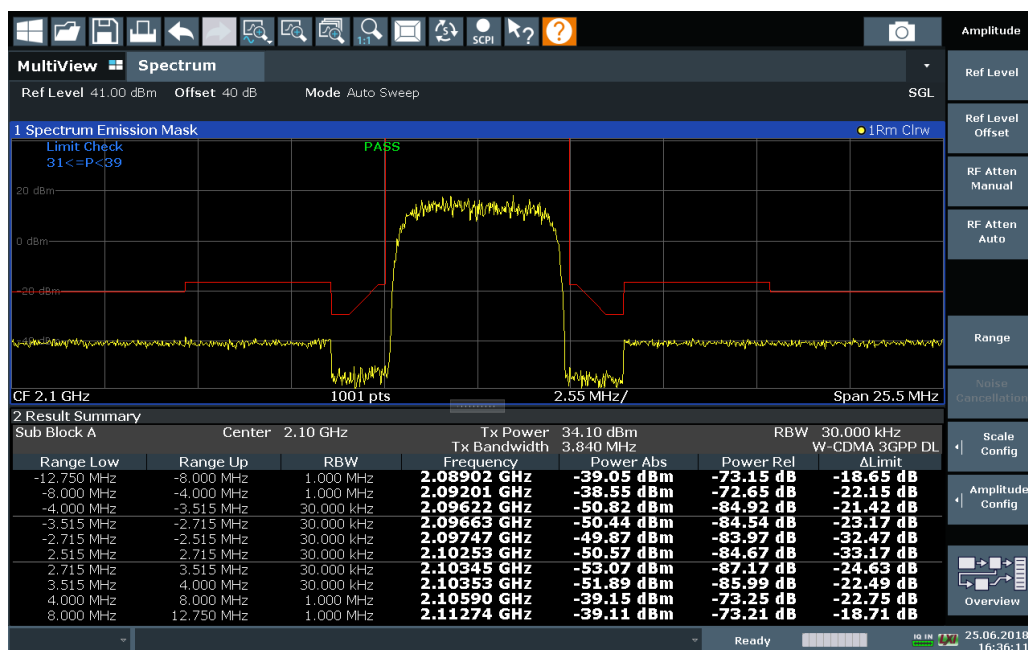 1:1
S
SCPI
?
?
Amplitude
MultiView Spectrum
Ref Level
Ref Level 41.00 dBm Offset 40 dB Mode Auto Sweep SGL
Ref Level Offset
1 Spectrum Emission Mask 1Rm Clrw
Limit Check PASS
31<=P<39
RF Atten Manual
20 dBm
RF Atten Auto
0 dBm
-20 dBm
Range
CF 2.1 GHz 1001 pts 2.55 MHz/ Span 25.5 MHz
Noise Cancellation
2 Result Summary
Sub Block A Center 2.10 GHz Tx Power 34.10 dBm RBW 30.000 kHz
Tx Bandwidth 3.840 MHz W-CDMA 3GPP DL
Scale Config
Range Low Range Up RBW Frequency Power Abs Power Rel ΔLimit
-12.750 MHz -8.000 MHz 1.000 MHz 2.08902 GHz -39.05 dBm -73.15 dB -18.65 dB
-8.000 MHz -4.000 MHz 1.000 MHz 2.09201 GHz -38.55 dBm -72.65 dB -22.15 dB
-4.000 MHz -3.515 MHz 30.000 kHz 2.09622 GHz -50.82 dBm -84.92 dB -21.42 dB
-3.515 MHz -2.715 MHz 30.000 kHz 2.09663 GHz -50.44 dBm -84.54 dB -23.17 dB
-2.715 MHz -2.515 MHz 30.000 kHz 2.09747 GHz -49.87 dBm -83.97 dB -32.47 dB
2.515 MHz 2.715 MHz 30.000 kHz 2.10253 GHz -50.57 dBm -84.67 dB -33.17 dB
2.715 MHz 3.515 MHz 30.000 kHz 2.10345 GHz -53.07 dBm -87.17 dB -24.63 dB
3.515 MHz 4.000 MHz 30.000 kHz 2.10353 GHz -51.89 dBm -85.99 dB -22.49 dB
4.000 MHz 8.000 MHz 1.000 MHz 2.10590 GHz -39.15 dBm -73.25 dB -22.75 dB
8.000 MHz 12.750 MHz 1.000 MHz 2.11274 GHz -39.11 dBm -73.21 dB -18.71 dB
Amplitude Config
Overview
Ready IQ IN LXI 25.06.2018
16:36:11